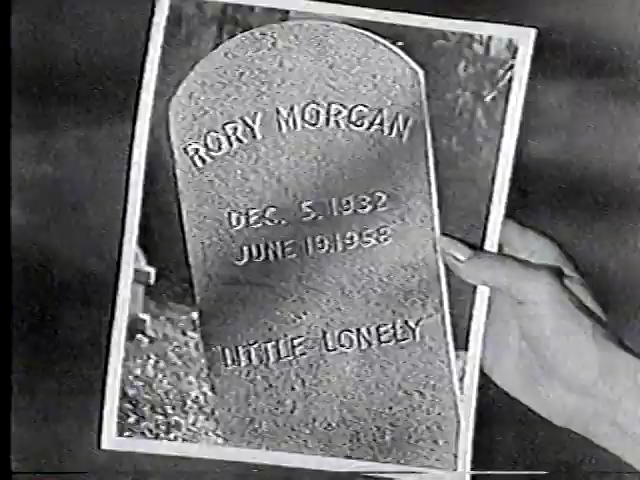 RORY MORGAN
DEC. 5, 1932
JUNE 19, 1958
"LITTLE LONELY"